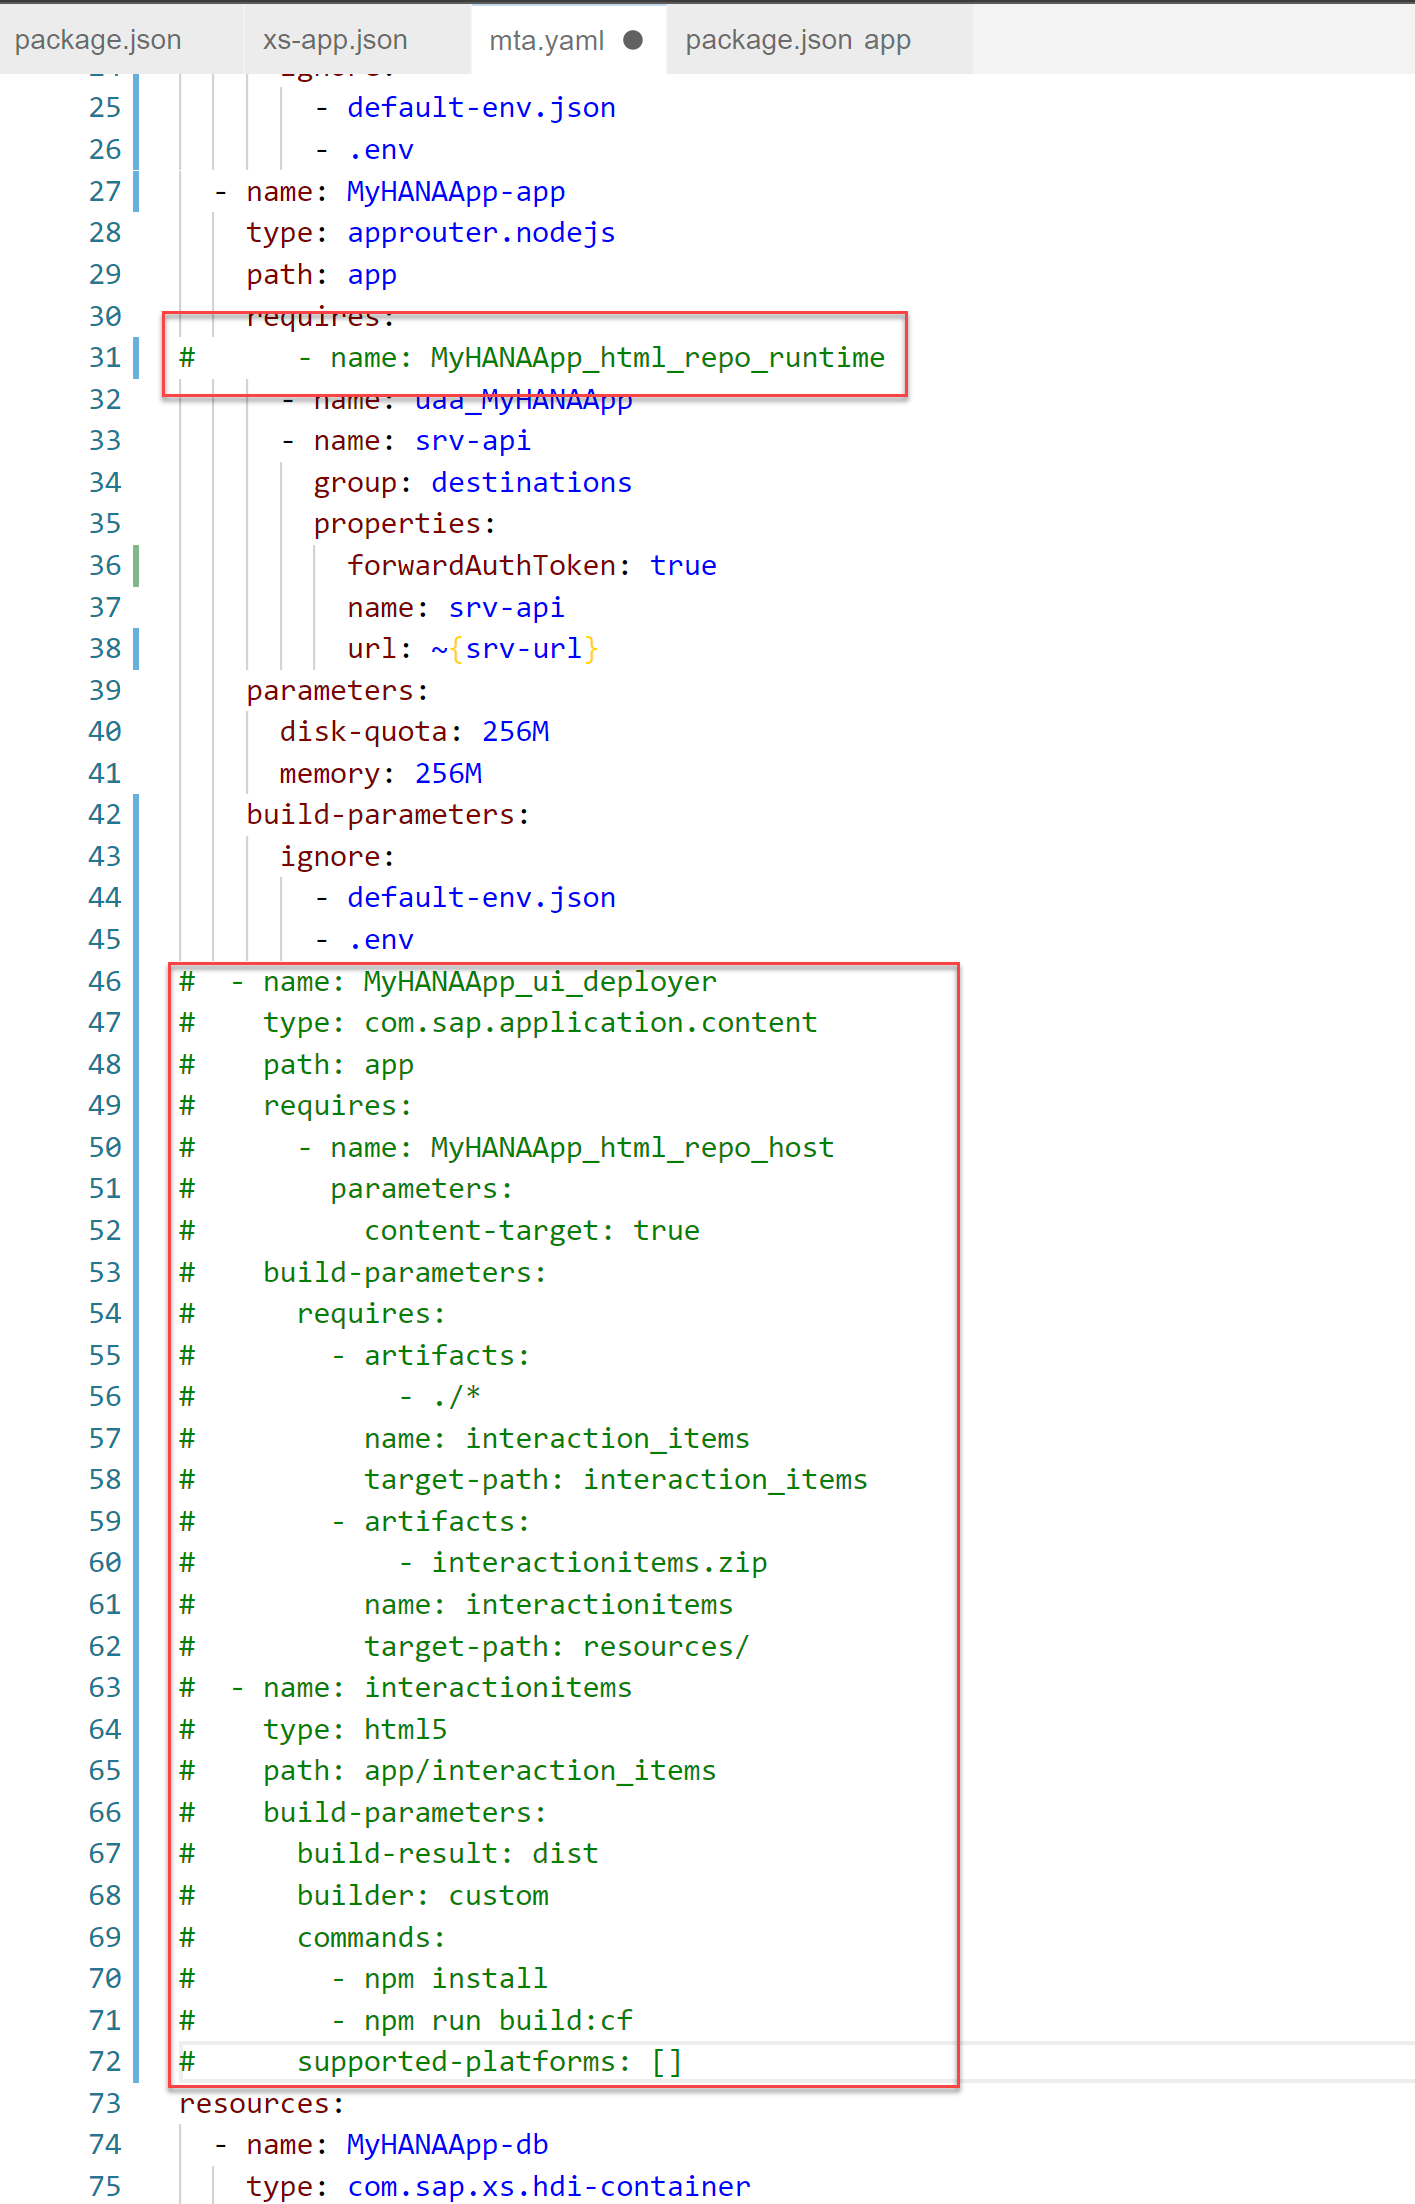 package.json xs-app.json mta.yaml ● package.json app
24 ignore:
25 - default-env.json
26 - .env
27 - name: MyHANAApp-app
28 type: approuter.nodejs
29 path: app
30 requires:
31 # - name: MyHANAApp_html_repo_runtime
32 - name: uaa_MyHANAApp
33 - name: srv-api
34 group: destinations
35 properties:
36 forwardAuthToken: true
37 name: srv-api
38 url: ~{srv-url}
39 parameters:
40 disk-quota: 256M
41 memory: 256M
42 build-parameters:
43 ignore:
44 - default-env.json
45 - .env
46 # - name: MyHANAApp_ui_deployer
47 # type: com.sap.application.content
48 # path: app
49 # requires:
50 # - name: MyHANAApp_html_repo_host
51 # parameters:
52 # content-target: true
53 # build-parameters:
54 # requires:
55 # - artifacts:
56 # - ./*
57 # name: interaction_items
58 # target-path: interaction_items
59 # - artifacts:
60 # - interactionitems.zip
61 # name: interactionitems
62 # target-path: resources/
63 # - name: interactionitems
64 # type: html5
65 # path: app/interaction_items
66 # build-parameters:
67 # build-result: dist
68 # builder: custom
69 # commands:
70 # - npm install
71 # - npm run build:cf
72 # supported-platforms: []
73 resources:
74 - name: MyHANAApp-db
75 type: com.sap.xs.hdi-container